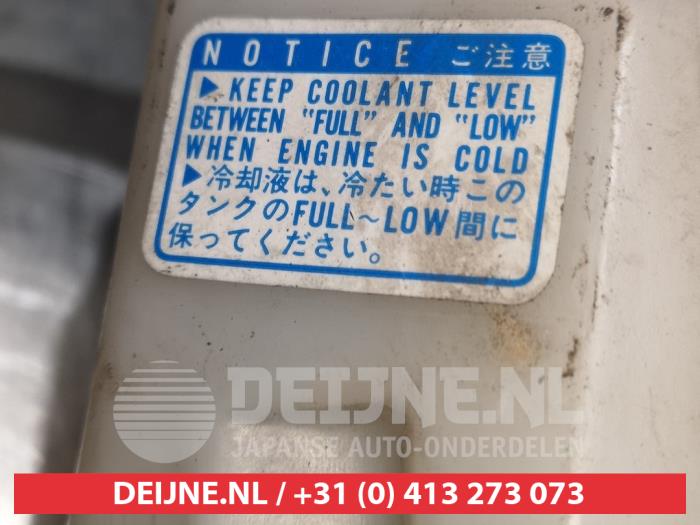 NOTICE ご注意
▶ KEEP COOLANT LEVEL
BETWEEN "FULL" AND "LOW"
WHEN ENGINE IS COLD
▶ 冷却液は、冷たい時この
タンクのFULL～LOW間に
保ってください。
DEIJNE.NL
JAPANSE AUTO-ONDERDELEN
DEIJNE.NL / +31 (0) 413 273 073